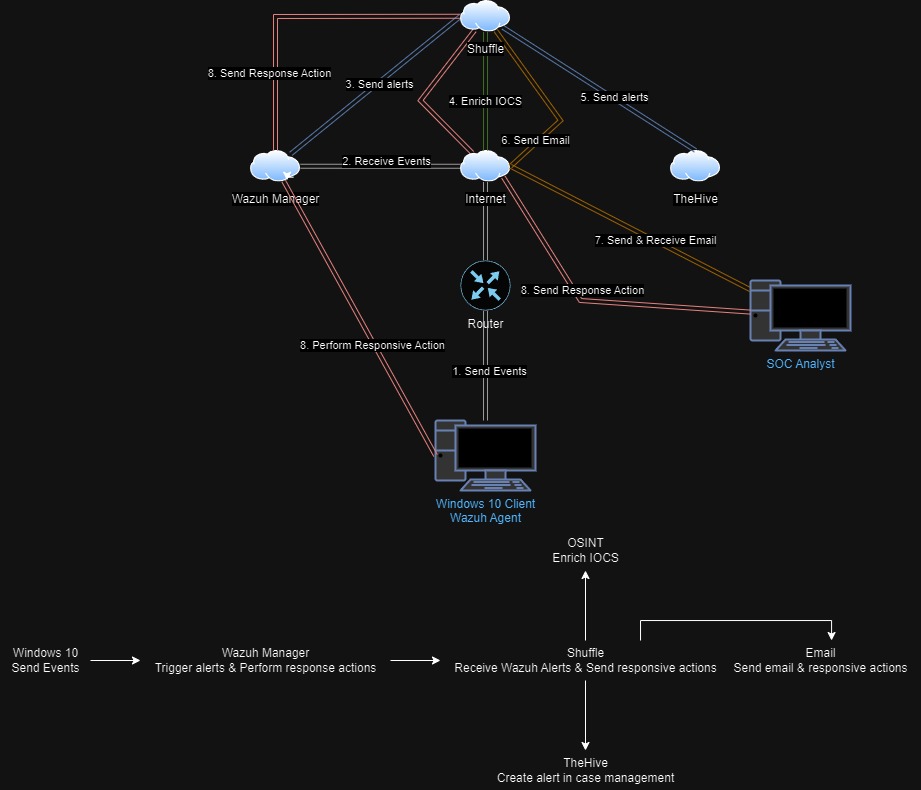 Shuffle
8. Send Response Action
3. Send alerts
4. Enrich IOCS
5. Send alerts
6. Send Email
2. Receive Events
Wazuh Manager
Internet
TheHive
7. Send & Receive Email
8. Send Response Action
Router
8. Perform Responsive Action
1. Send Events
SOC Analyst
Windows 10 Client
Wazuh Agent
OSINT
Enrich IOCS
Windows 10
Send Events
Wazuh Manager
Trigger alerts & Perform response actions
Shuffle
Receive Wazuh Alerts & Send responsive actions
Email
Send email & responsive actions
TheHive
Create alert in case management